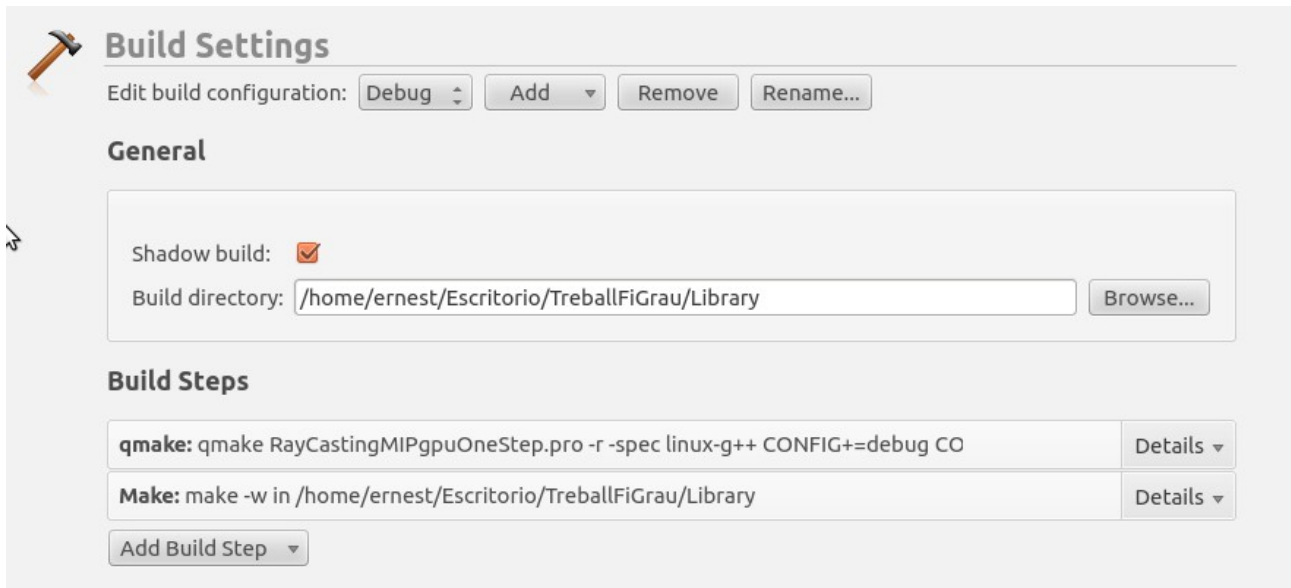 Build Settings
Edit build configuration: Debug Add Remove Rename...
General
Shadow build:
Build directory: /home/ernest/Escritorio/TreballFiGrau/Library Browse...
Build Steps
qmake: qmake RayCastingMIPgpuOneStep.pro -r -spec linux-g++ CONFIG+=debug CO Details
Make: make -w in /home/ernest/Escritorio/TreballFiGrau/Library Details
Add Build Step